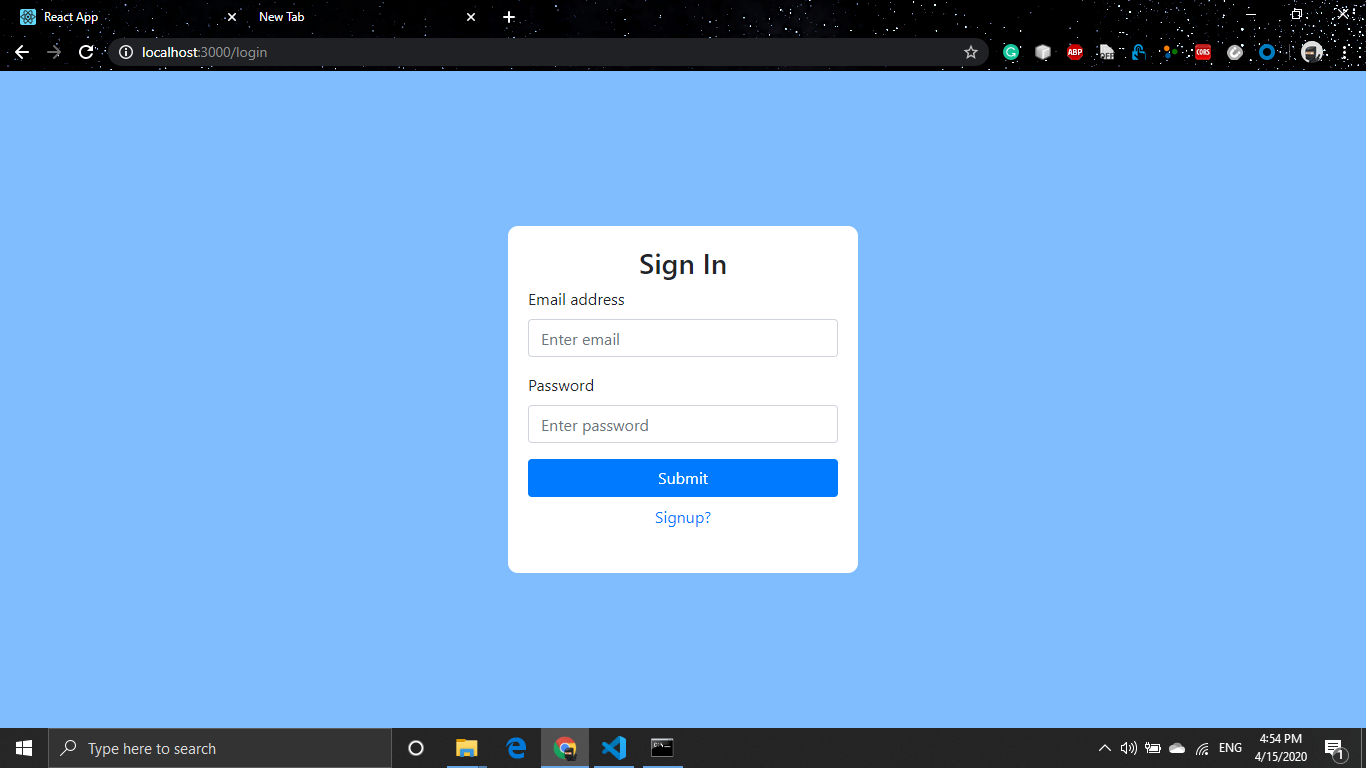 React App
New Tab
localhost:3000/login
ABP
OFF
CORS
Sign In
Email address
Enter email
Password
Enter password
Submit
Signup?
Type here to search
ENG
4:54 PM
4/15/2020
1